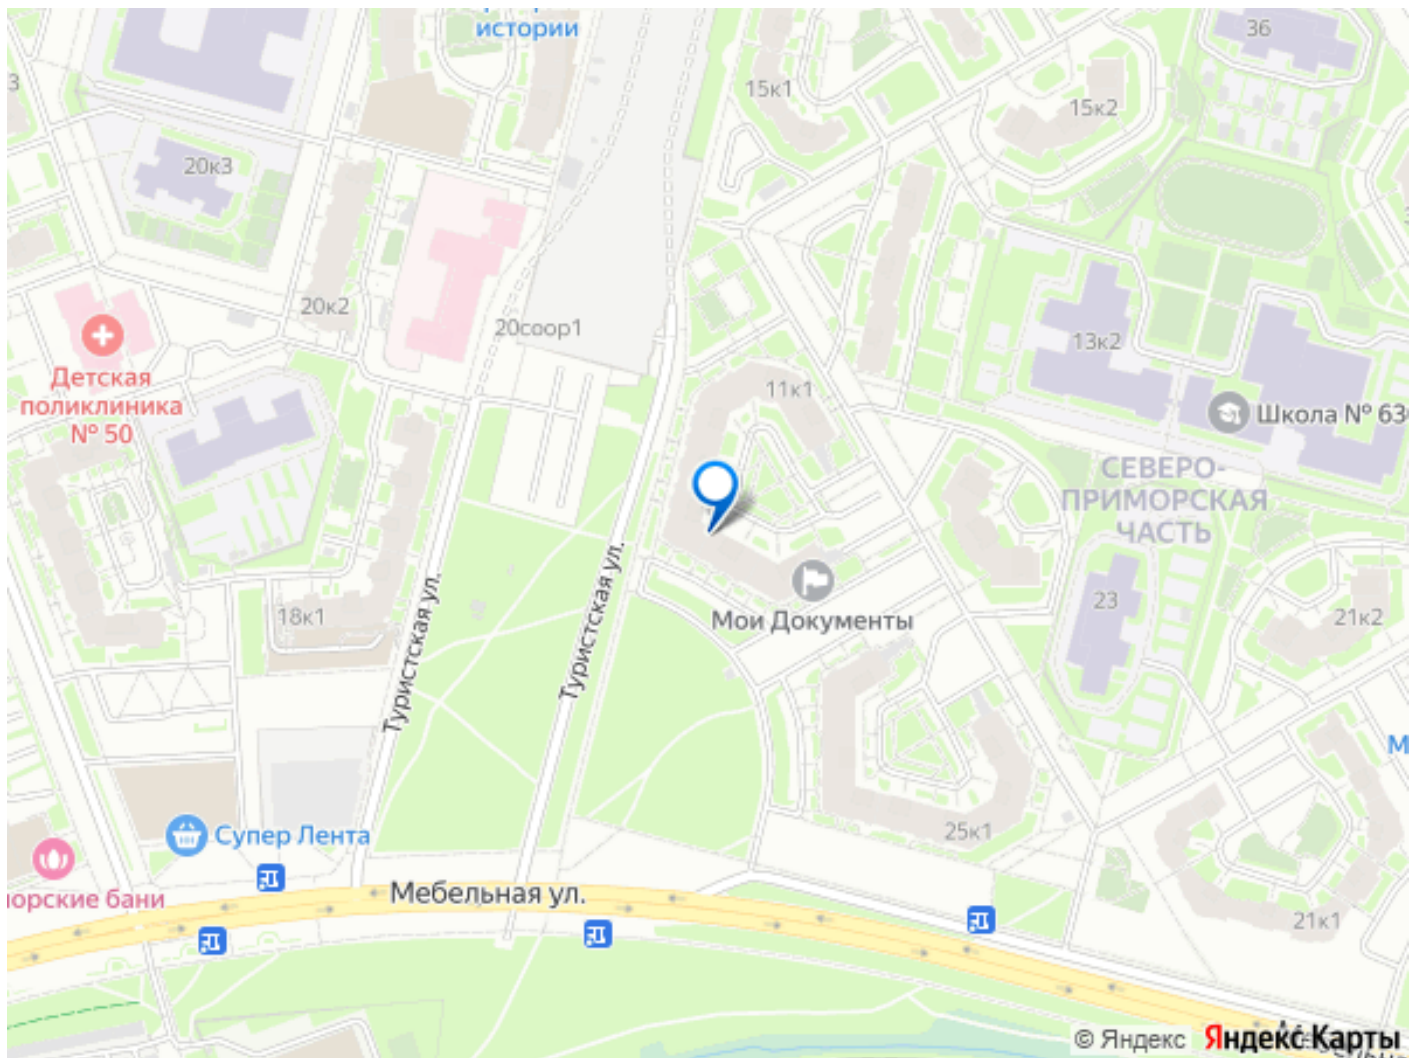 истории
36
15к1
15к2
3
20к3
20к2
20соор1
13к2
Детская
поликлиника
№ 50
11к1
Школа № 63
СЕВЕРО-
ПРИМОРСКАЯ
ЧАСТЬ
Туристская ул.
Туристская ул.
18к1
Мои Документы
23
21к2
М
25к1
Супер Лента
орские бани
Мебельная ул.
21к1
© Яндекс Яндекс Карты